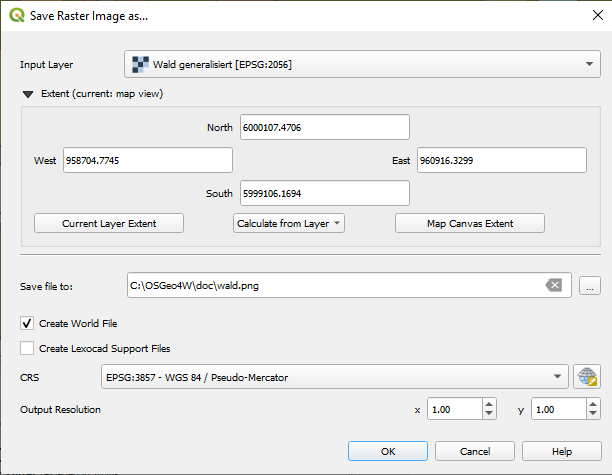 Save Raster Image as...
Input Layer
Wald generalisiert [EPSG:2056]
Extent (current: map view)
North 6000107.4706
West 958704.7745 East 960916.3299
South 5999106.1694
Current Layer Extent Calculate from Layer Map Canvas Extent
Save file to: C:\OSGeo4W\doc\wald.png ...
Create World File
Create Lexocad Support Files
CRS EPSG:3857 - WGS 84 / Pseudo-Mercator
Output Resolution x 1.00 y 1.00
OK Cancel Help